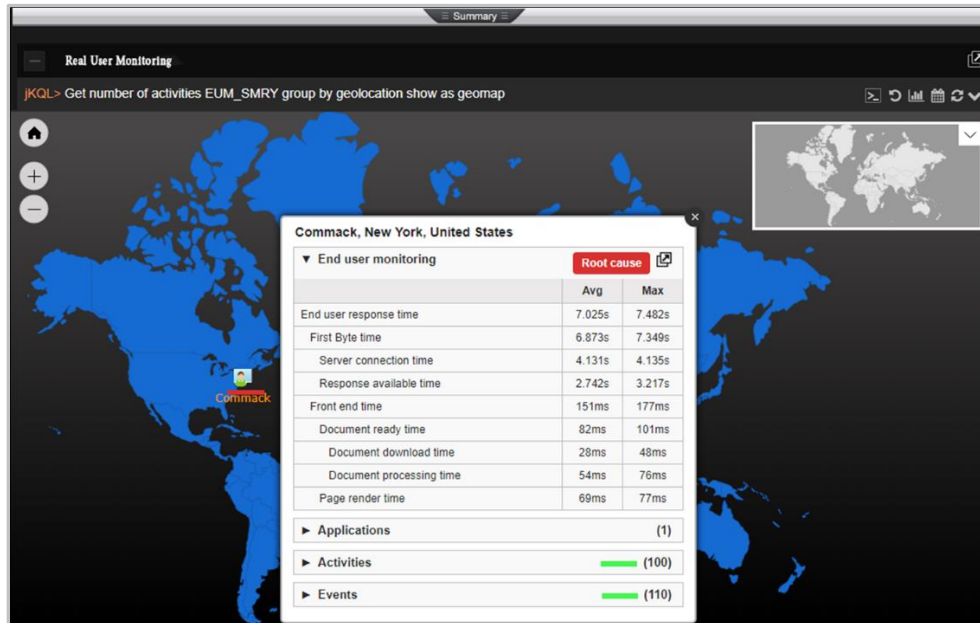 Summary
Real User Monitoring
jKQL> Get number of activities EUM_SMRY group by geolocation show as geomap
Commack
Commack, New York, United States
End user monitoring Root cause
Avg Max
End user response time 7.025s 7.482s
First Byte time 6.873s 7.349s
Server connection time 4.131s 4.135s
Response available time 2.742s 3.217s
Front end time 151ms 177ms
Document ready time 82ms 101ms
Document download time 28ms 48ms
Document processing time 54ms 76ms
Page render time 69ms 77ms
Applications (1)
Activities (100)
Events (110)